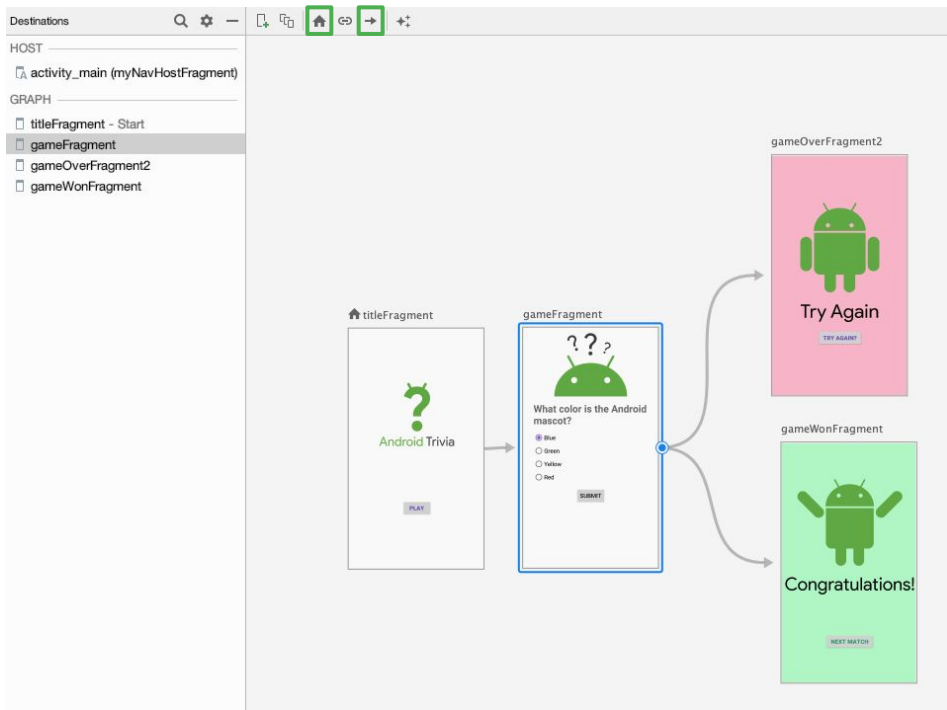 Destinations
HOST
activity_main (myNavHostFragment)
GRAPH
titleFragment - Start
gameFragment
gameOverFragment2
gameWonFragment
gameOverFragment2
Try Again
TRY AGAIN?
titleFragment
?
Android Trivia
PLAY
gameFragment
? ? ?
What color is the Android
mascot?
Blue
Green
Yellow
Red
SUBMIT
gameWonFragment
Congratulations!
NEXT MATCH